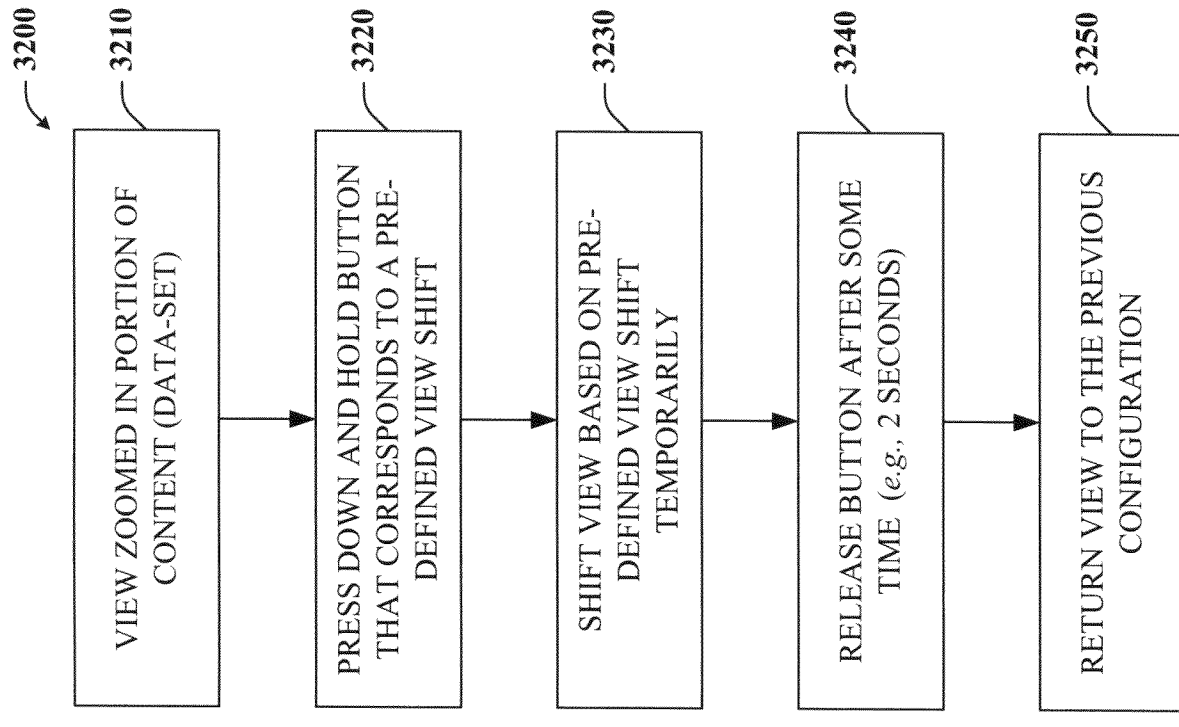 3200
3210
VIEW ZOOMED IN PORTION OF
CONTENT (DATA-SET)
3220
PRESS DOWN AND HOLD BUTTON
THAT CORRESPONDS TO A PRE-
DEFINED VIEW SHIFT
3230
SHIFT VIEW BASED ON PRE-
DEFINED VIEW SHIFT
TEMPORARILY
3240
RELEASE BUTTON AFTER SOME
TIME (e.g., 2 SECONDS)
3250
RETURN VIEW TO THE PREVIOUS
CONFIGURATION